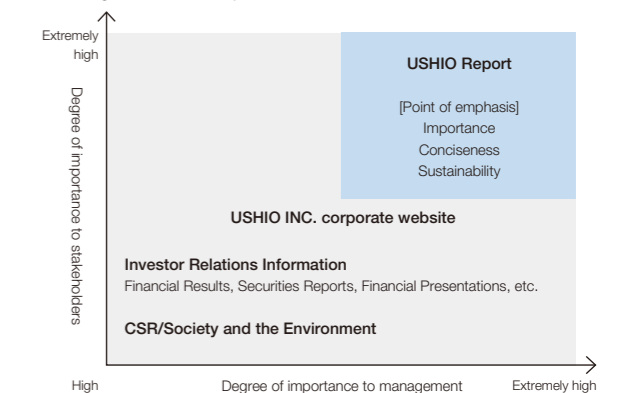 Extremely
high
USHIO Report
[Point of emphasis]
Importance
Conciseness
Sustainability
Degree of importance to stakeholders
USHIO INC. corporate website
Investor Relations Information
Financial Results, Securities Reports, Financial Presentations, etc.
CSR/Society and the Environment
High
Degree of importance to management
Extremely high